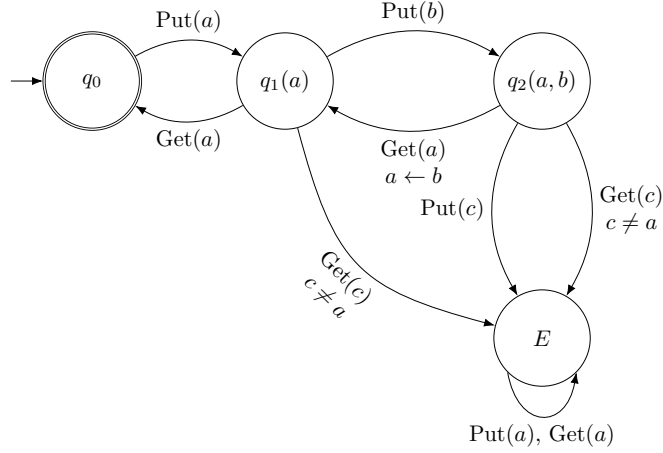 Put(a)
Put(b)
q₀
q₁(a)
q₂(a, b)
Get(a)
Get(a)
a ← b
Put(c)
Get(c)
c ≠ a
Get(c)
c ≠ a
E
Put(a), Get(a)